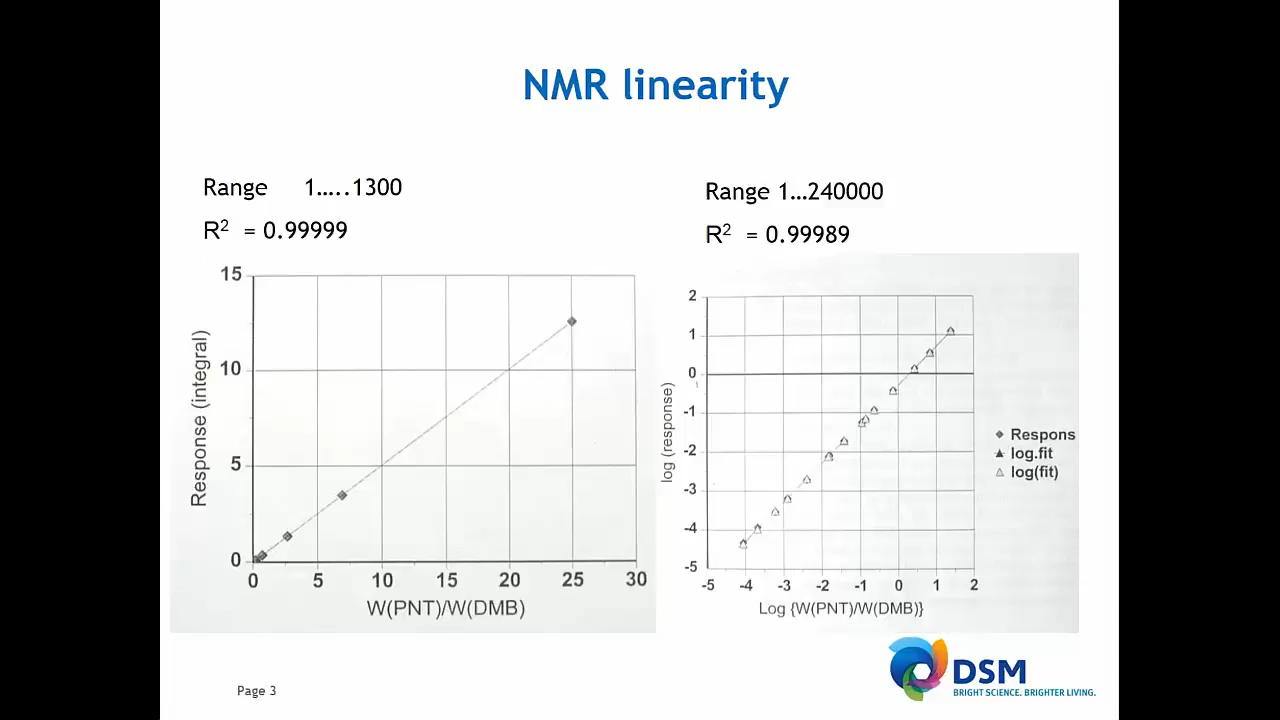 NMR linearity
Range 1…..1300
R² = 0.99999
Range 1…240000
R² = 0.99989
15
10
5
0
0 5 10 15 20 25 30
Response (integral)
W(PNT)/W(DMB)
2
1
0
-1
-2
-3
-4
-5
-5 -4 -3 -2 -1 0 1 2
log (response)
Log {W(PNT)/W(DMB)}
Respons
log.fit
log(fit)
Page 3
DSM
BRIGHT SCIENCE. BRIGHTER LIVING.